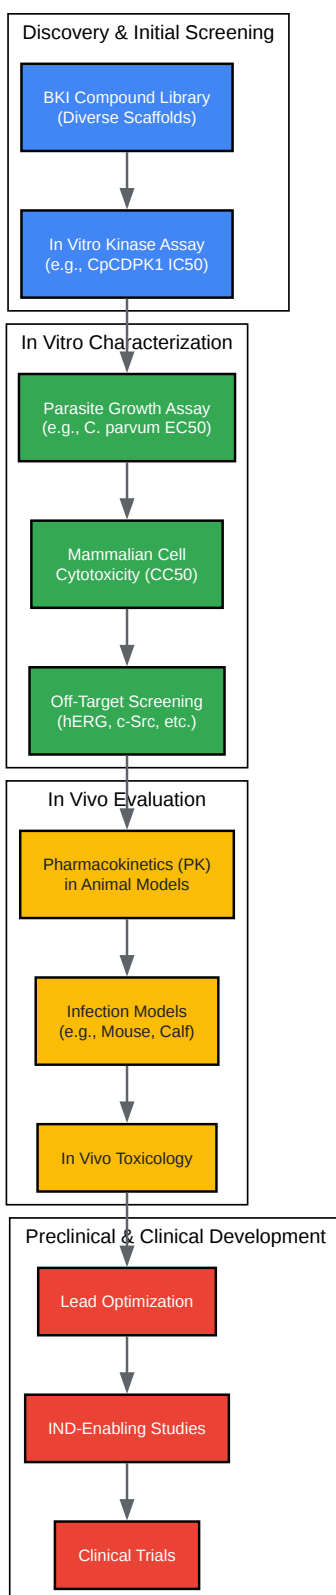 Discovery & Initial Screening
BKI Compound Library
(Diverse Scaffolds)
In Vitro Kinase Assay
(e.g., CpCDPK1 IC50)
In Vitro Characterization
Parasite Growth Assay
(e.g., C. parvum EC50)
Mammalian Cell
Cytotoxicity (CC50)
Off-Target Screening
(hERG, c-Src, etc.)
In Vivo Evaluation
Pharmacokinetics (PK)
in Animal Models
Infection Models
(e.g., Mouse, Calf)
In Vivo Toxicology
Preclinical & Clinical Development
Lead Optimization
IND-Enabling Studies
Clinical Trials